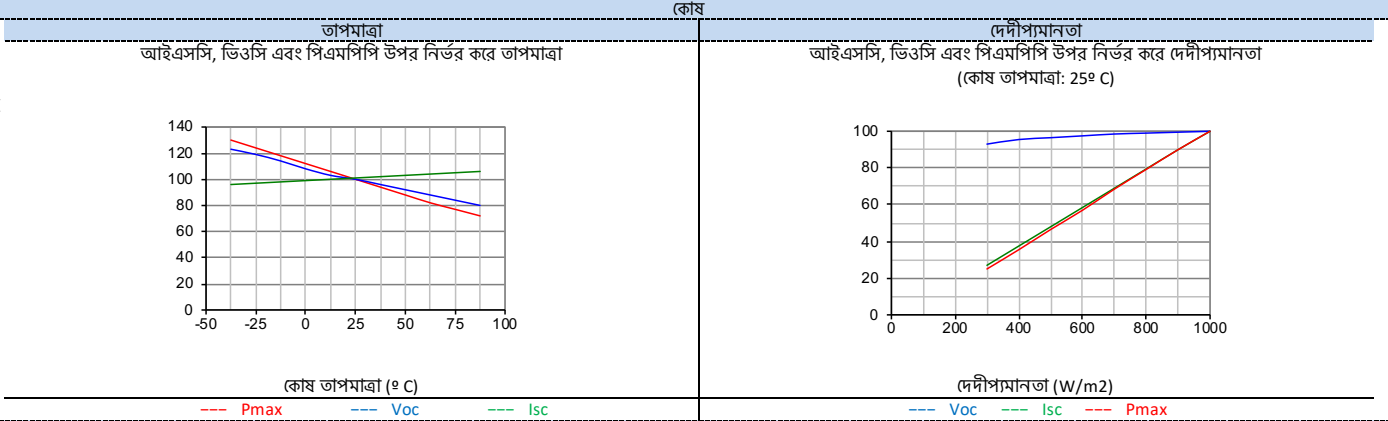 কোষ
তাপমাত্রা
দেদীপ্যমানতা
আইএসসি, ভিওসি এবং পিএমপিপি উপর নির্ভর করে তাপমাত্রা
আইএসসি, ভিওসি এবং পিএমপিপি উপর নির্ভর করে দেদীপ্যমানতা
(কোষ তাপমাত্রা: 25º C)
140
120
100
80
60
40
20
0
-50 -25 0 25 50 75 100
100
80
60
40
20
0
0 200 400 600 800 1000
কোষ তাপমাত্রা (º C)
দেদীপ্যমানতা (W/m2)
--- Pmax --- Voc --- Isc
--- Voc --- Isc --- Pmax